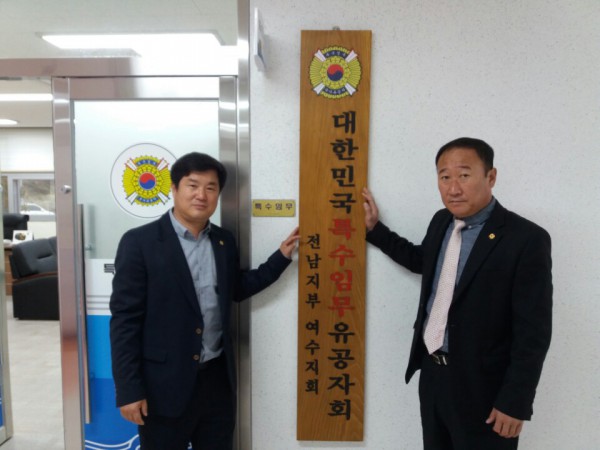 대한민국특수임무유공자회
전남지부 여수지회
특수임무
특